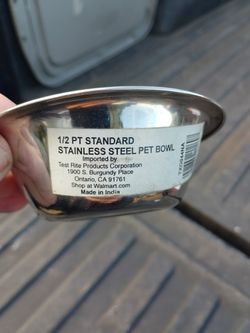 1/2 PT STANDARD
STAINLESS STEEL PET BOWL
Imported by
Test Rite Products Corporation
1900 S. Burgundy Place
Ontario, CA 91761
Shop at Walmart.com
Made in India